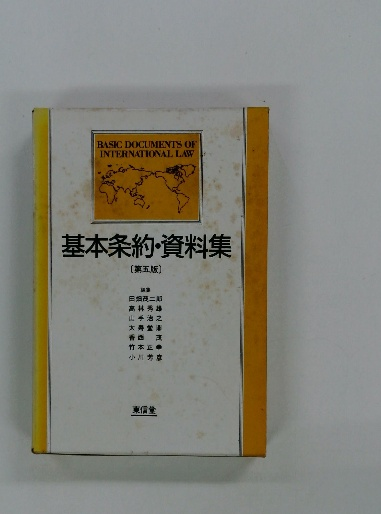 BASIC DOCUMENTS OF
INTERNATIONAL LAW
基本条約・資料集
［第五版］
編集
田畑茂二郎
高林秀雄
山手治之
太寿堂鼎
香西 茂
竹本正幸
小川芳彦
東信堂